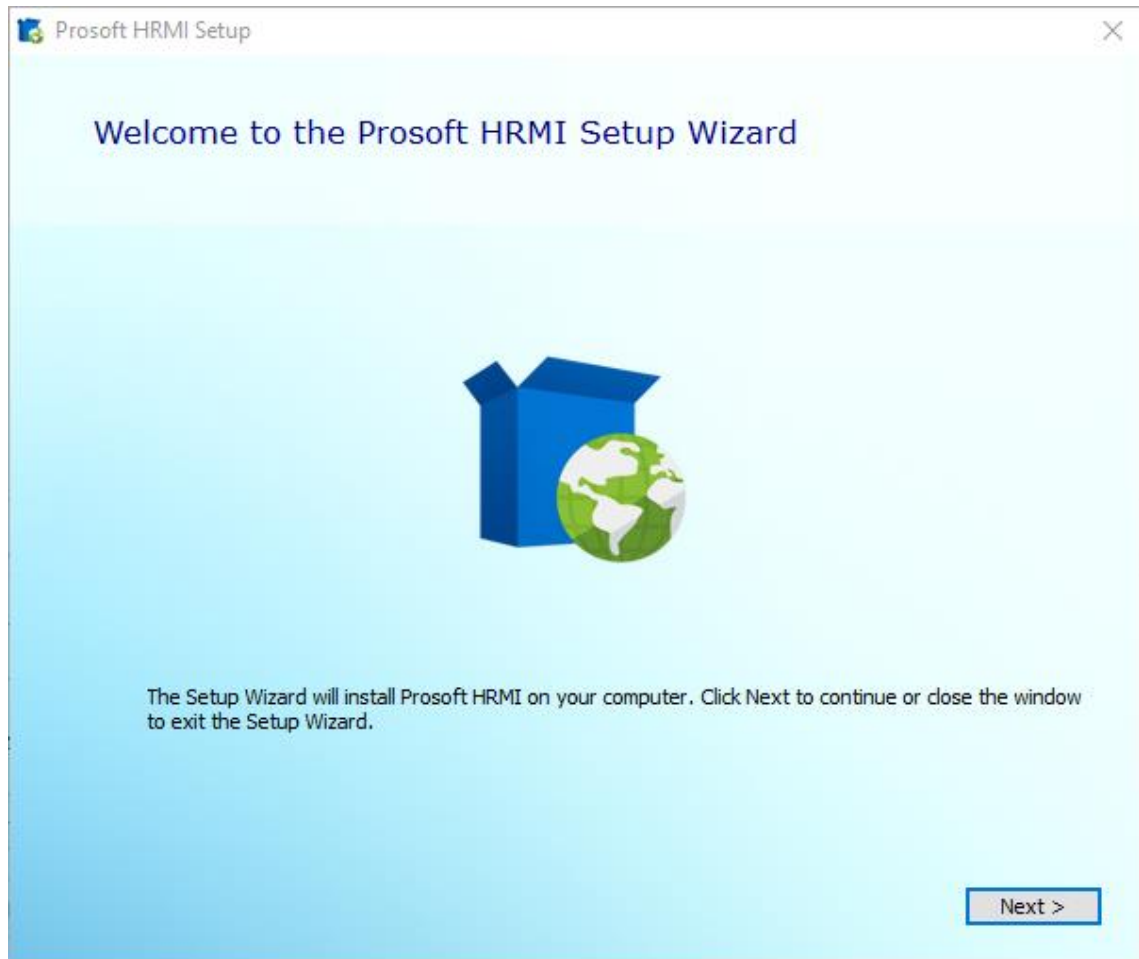 Prosoft HRMI Setup
Welcome to the Prosoft HRMI Setup Wizard
The Setup Wizard will install Prosoft HRMI on your computer. Click Next to continue or close the window
to exit the Setup Wizard.
Next >